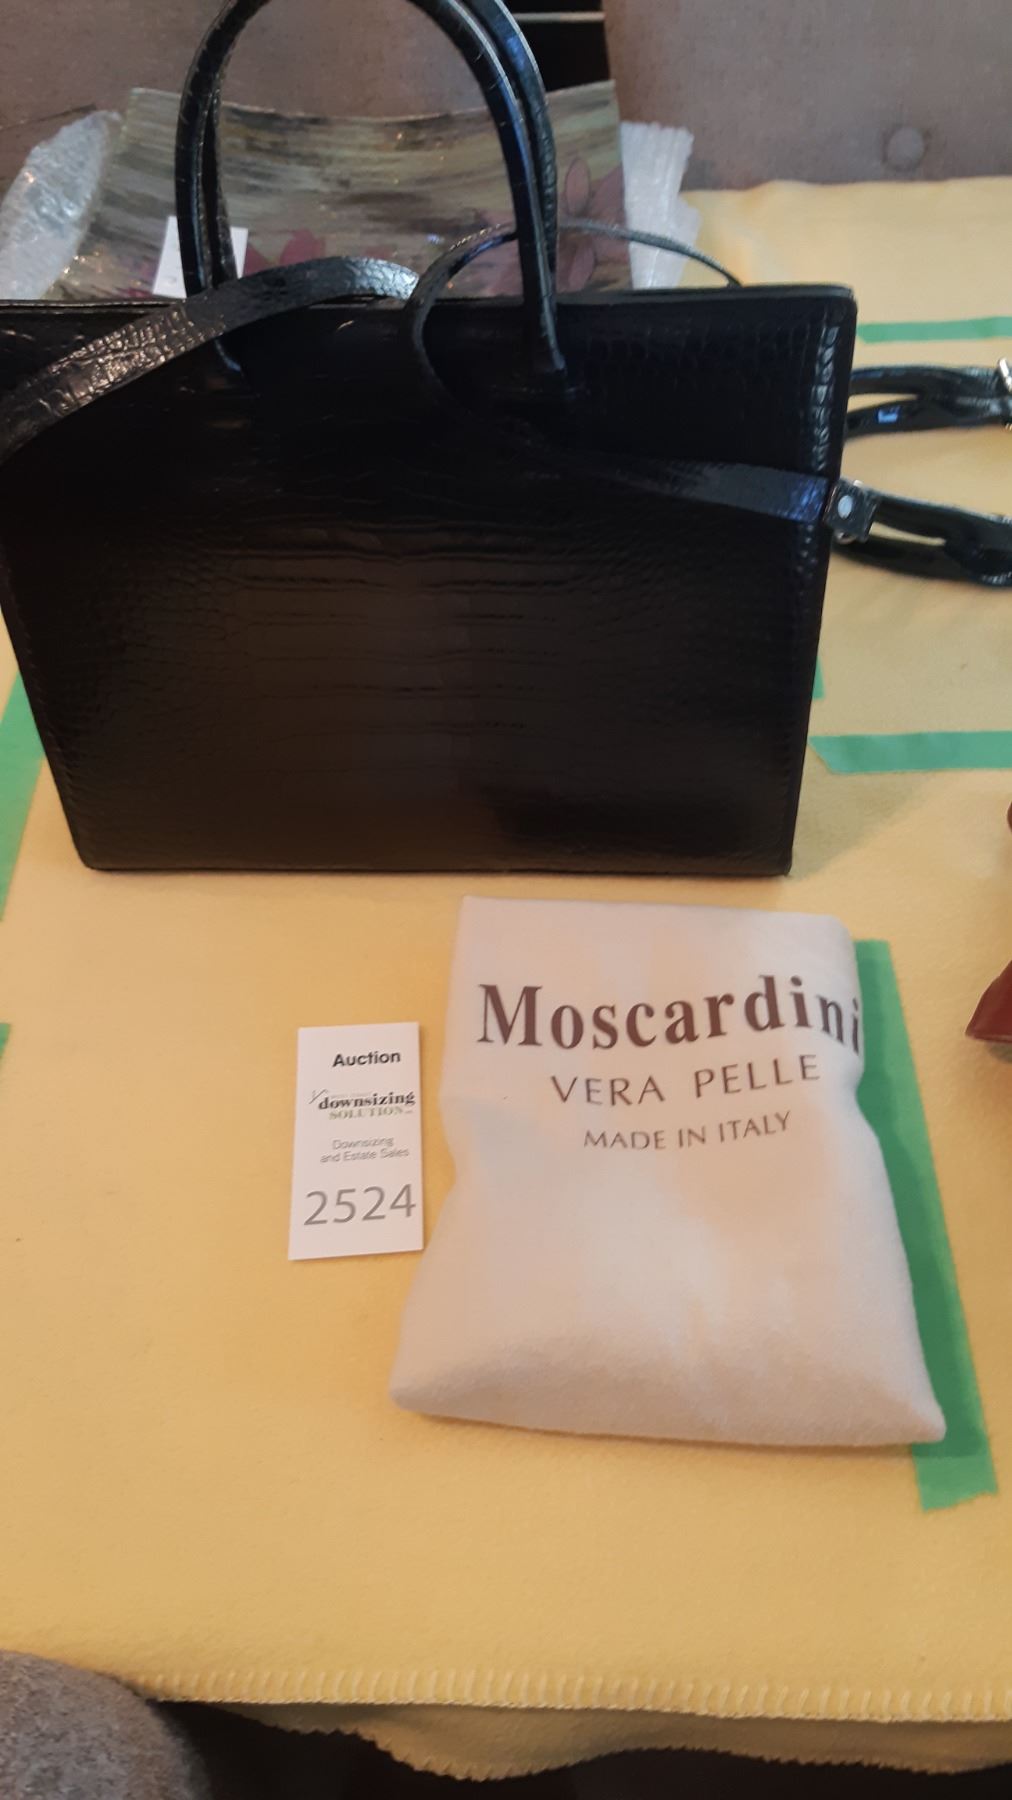 Moscardini
VERA PELLE
MADE IN ITALY
Auction
downsizing
SOLUTION
Downsizing
and Estate Sales
2524